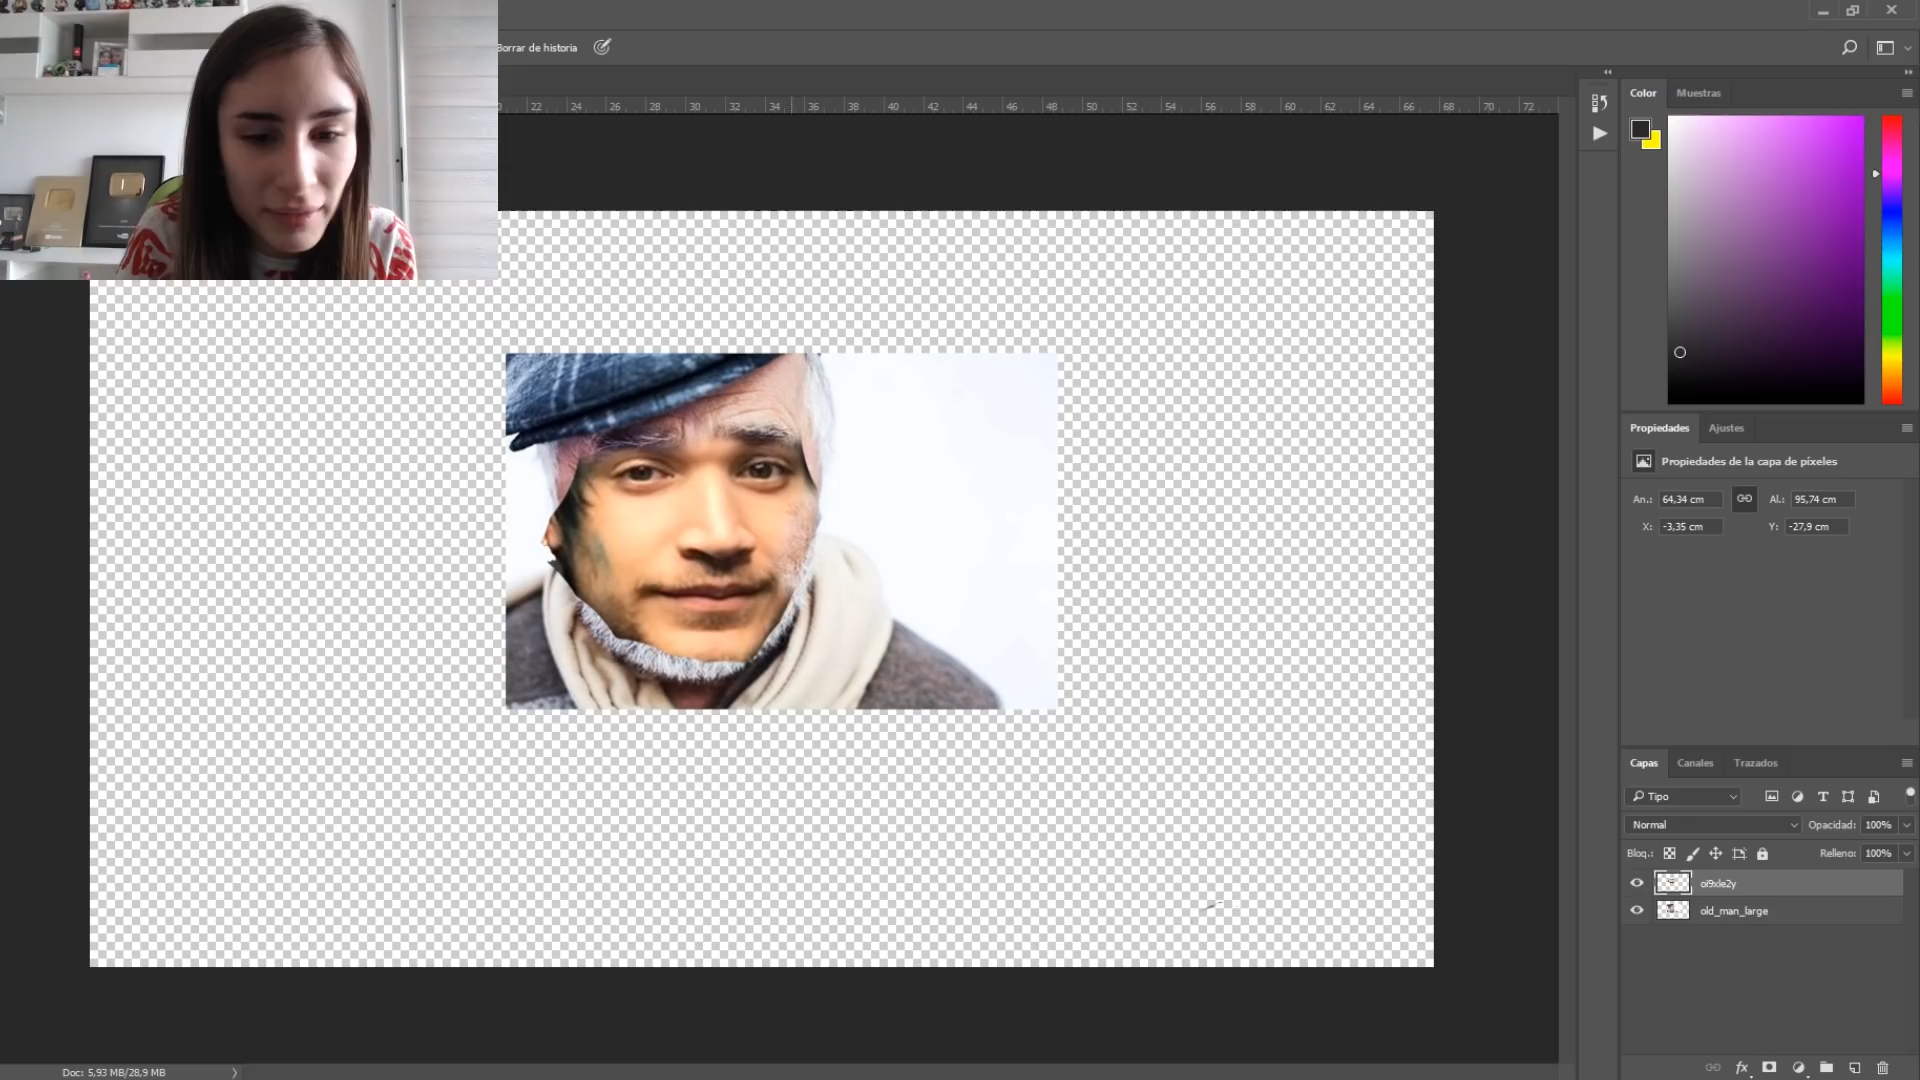 Borrar de historia
22 24 26 28 30 32 34 36 38 40 42 44 46 48 50 52 54 56 58 60 62 64 66 68 70 72
Color Muestras
Propiedades Ajustes
Propiedades de la capa de píxeles
An.: 64,34 cm Al.: 95,74 cm
X: -3,35 cm Y: -27,9 cm
Capas Canales Trazados
Tipo
Normal Opacidad: 100%
Bloq.: Relleno: 100%
oi9xle2y
old_man_large
fx
Doc: 5,93 MB/28,9 MB